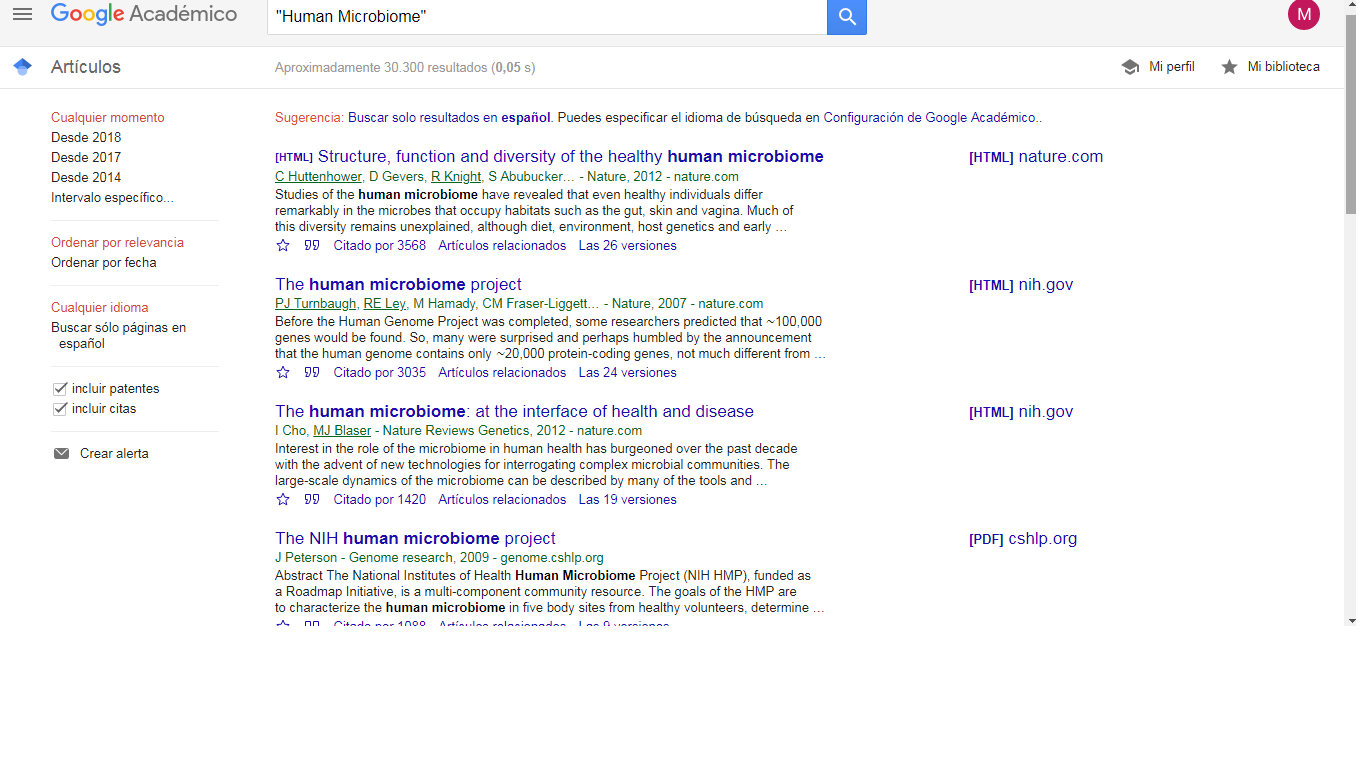 Google Académico
"Human Microbiome"
M
Artículos
Aproximadamente 30.300 resultados (0,05 s)
Mi perfil
Mi biblioteca
Cualquier momento
Desde 2018
Desde 2017
Desde 2014
Intervalo específico...
Ordenar por relevancia
Ordenar por fecha
Cualquier idioma
Buscar sólo páginas en
español
incluir patentes
incluir citas
Crear alerta
Sugerencia: Buscar solo resultados en español. Puedes especificar el idioma de búsqueda en Configuración de Google Académico..
[HTML] Structure, function and diversity of the healthy human microbiome
[HTML] nature.com
C Huttenhower, D Gevers, R Knight, S Abubucker… - Nature, 2012 - nature.com
Studies of the human microbiome have revealed that even healthy individuals differ
remarkably in the microbes that occupy habitats such as the gut, skin and vagina. Much of
this diversity remains unexplained, although diet, environment, host genetics and early …
Citado por 3568 Artículos relacionados Las 26 versiones
The human microbiome project
[HTML] nih.gov
PJ Turnbaugh, RE Ley, M Hamady, CM Fraser-Liggett… - Nature, 2007 - nature.com
Before the Human Genome Project was completed, some researchers predicted that ~100,000
genes would be found. So, many were surprised and perhaps humbled by the announcement
that the human genome contains only ~20,000 protein-coding genes, not much different from …
Citado por 3035 Artículos relacionados Las 24 versiones
The human microbiome: at the interface of health and disease
[HTML] nih.gov
I Cho, MJ Blaser - Nature Reviews Genetics, 2012 - nature.com
Interest in the role of the microbiome in human health has burgeoned over the past decade
with the advent of new technologies for interrogating complex microbial communities. The
large-scale dynamics of the microbiome can be described by many of the tools and …
Citado por 1420 Artículos relacionados Las 19 versiones
The NIH human microbiome project
[PDF] cshlp.org
J Peterson - Genome research, 2009 - genome.cshlp.org
Abstract The National Institutes of Health Human Microbiome Project (NIH HMP), funded as
a Roadmap Initiative, is a multi-component community resource. The goals of the HMP are
to characterize the human microbiome in five body sites from healthy volunteers, determine …
Citado por 1088 Artículos relacionados Las 9 versiones